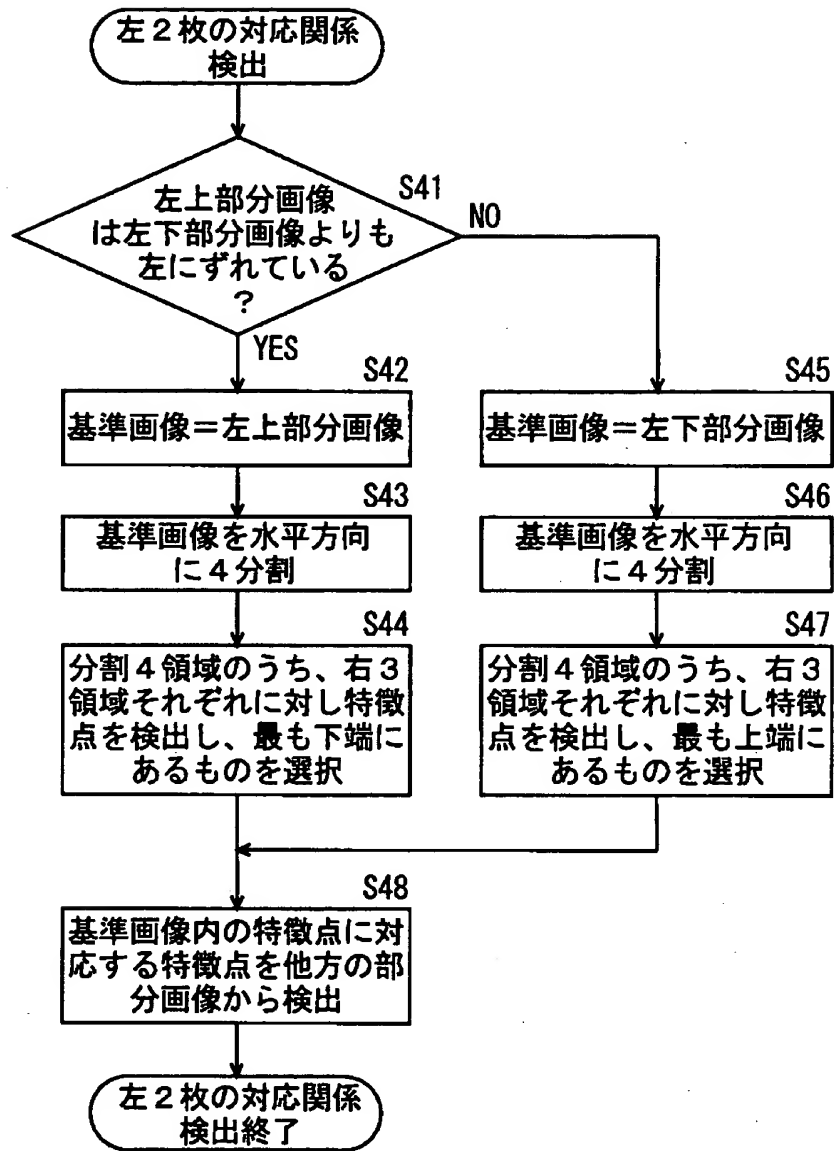 左２枚の対応関係
検出
S41
左上部分画像
は左下部分画像よりも
左にずれている
？
NO
YES
S42
基準画像＝左上部分画像
S43
基準画像を水平方向
に４分割
S44
分割４領域のうち、右３
領域それぞれに対し特徴
点を検出し、最も下端に
あるものを選択
S45
基準画像＝左下部分画像
S46
基準画像を水平方向
に４分割
S47
分割４領域のうち、右３
領域それぞれに対し特徴
点を検出し、最も上端に
あるものを選択
S48
基準画像内の特徴点に対
応する特徴点を他方の部
分画像から検出
左２枚の対応関係
検出終了